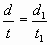 d/t = d₁/t₁